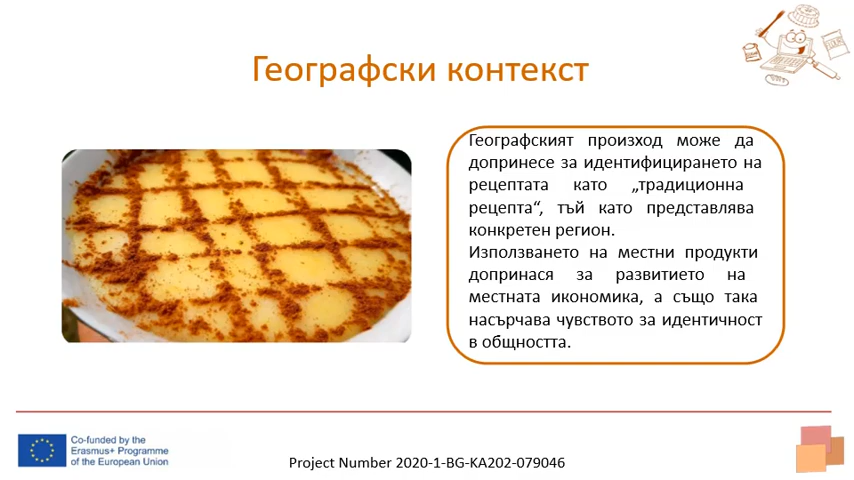 Географски контекст
Географският произход може да
допринесе за идентифицирането на
рецептата като „традиционна
рецепта“, тъй като представлява
конкретен регион.
Използването на местни продукти
допринася за развитието на
местната икономика, а също така
насърчава чувството за идентичност
в общността.
Co-funded by the
Erasmus+ Programme
of the European Union
Project Number 2020-1-BG-KA202-079046